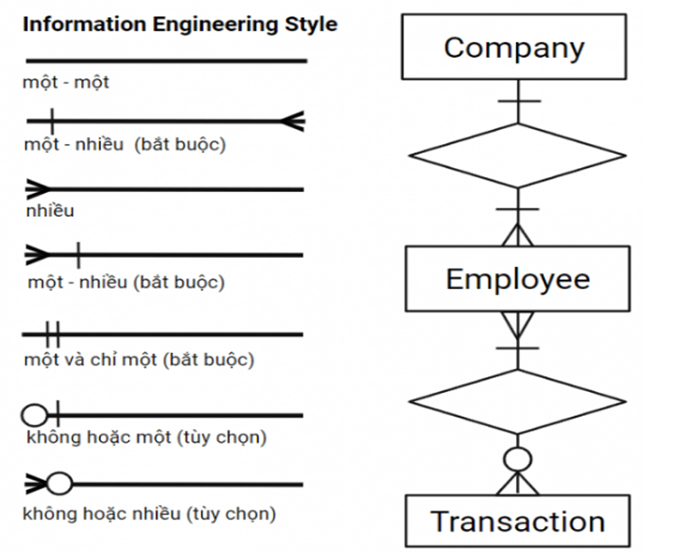 Information Engineering Style
một - một
một - nhiều (bắt buộc)
nhiều
một - nhiều (bắt buộc)
một và chỉ một (bắt buộc)
không hoặc một (tùy chọn)
không hoặc nhiều (tùy chọn)
Company
Employee
Transaction